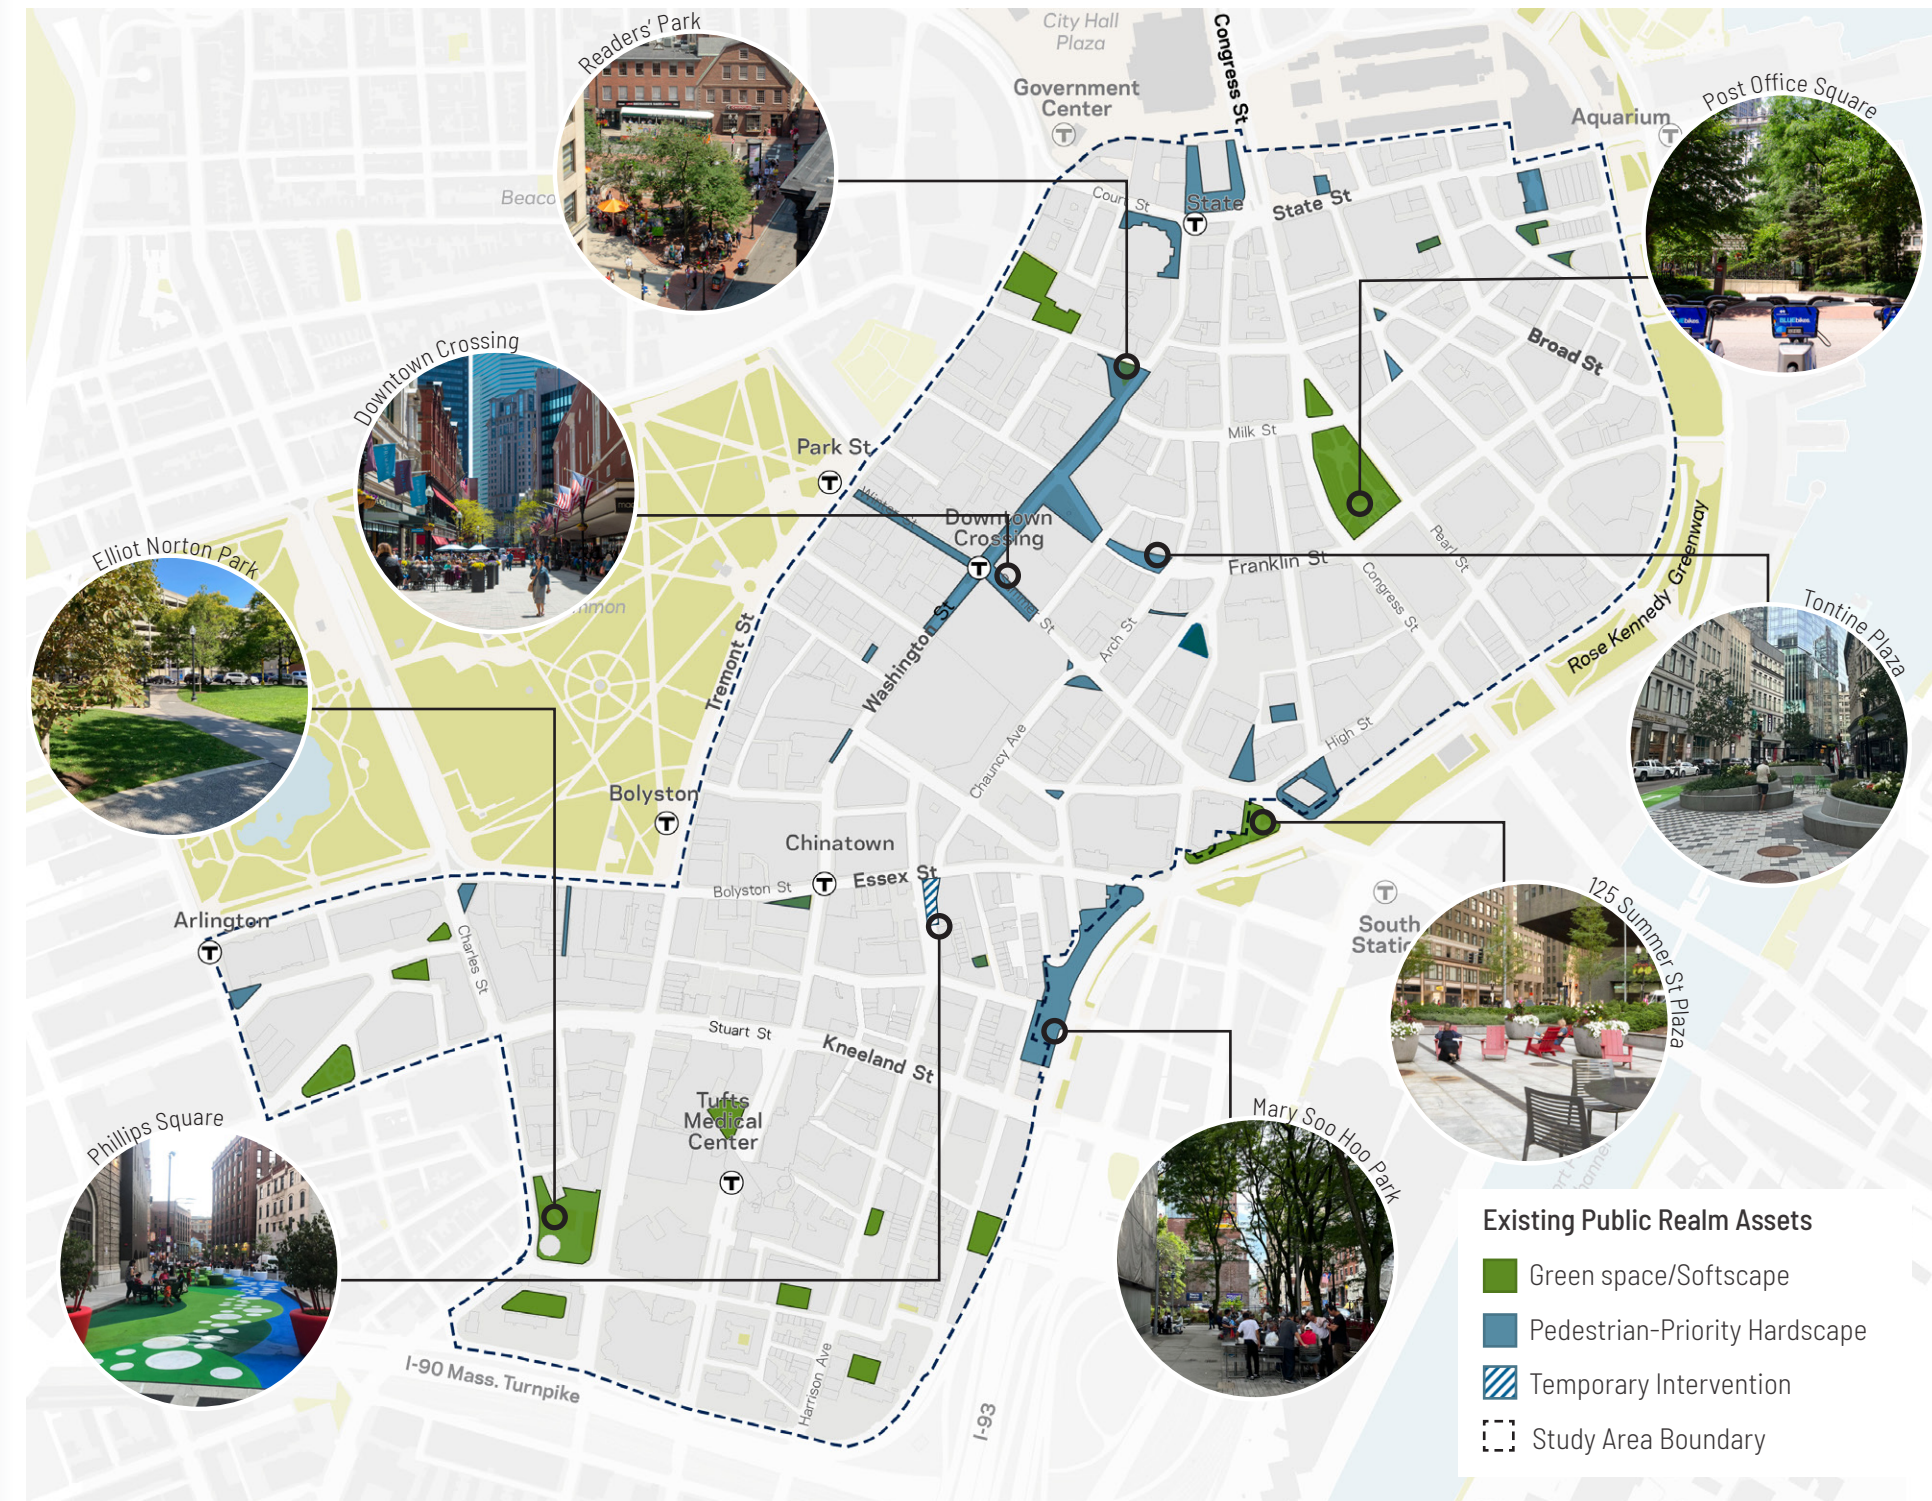 Readers' Park
City Hall
Plaza
Congress St
Government
Center
T
Aquarium
T
Post Office Square
Beaco
Court St
State
T
State St
BLUEbikes
Downtown Crossing
Broad St
Park St
T
Milk St
Winter St
Downtown
Crossing
T
Elliot Norton Park
mmon
Franklin St
Pearl St
Congress St
Rose Kennedy Greenway
Tontine Plaza
Tremont St
Washington St
Arch St
Chauncy Ave
High St
Bolyston
T
Chinatown
T
Bolyston St
Essex St
Arlington
T
Charles St
South
Static
T
125 Summer St Plaza
Stuart St
Kneeland St
Tufts
Medical
Center
T
Phillips Square
Mary Soo Hoo Park
I-90 Mass. Turnpike
Harrison Ave
I-93
Existing Public Realm Assets
Green space/Softscape
Pedestrian-Priority Hardscape
Temporary Intervention
Study Area Boundary